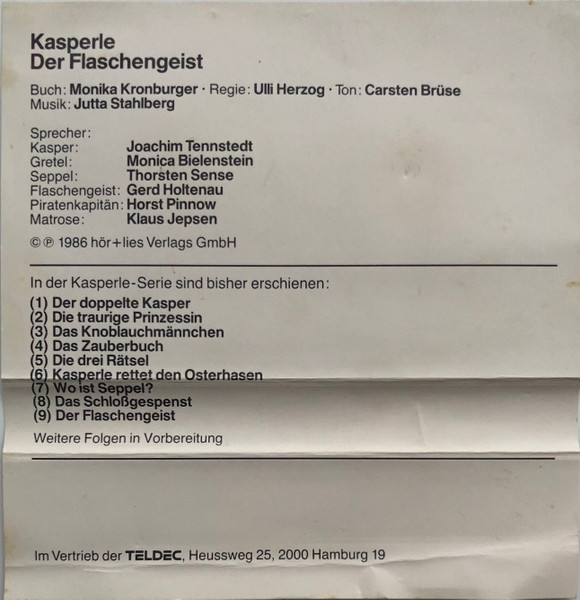 Kasperle
Der Flaschengeist
Buch: Monika Kronburger · Regie: Ulli Herzog · Ton: Carsten Brüse
Musik: Jutta Stahlberg
Sprecher:
Kasper: Joachim Tennstedt
Gretel: Monica Bielenstein
Seppel: Thorsten Sense
Flaschengeist: Gerd Holtenau
Piratenkapitän: Horst Pinnow
Matrose: Klaus Jepsen
© ℗ 1986 hör+lies Verlags GmbH
In der Kasperle-Serie sind bisher erschienen:
(1) Der doppelte Kasper
(2) Die traurige Prinzessin
(3) Das Knoblauchmännchen
(4) Das Zauberbuch
(5) Die drei Rätsel
(6) Kasperle rettet den Osterhasen
(7) Wo ist Seppel?
(8) Das Schloßgespenst
(9) Der Flaschengeist
Weitere Folgen in Vorbereitung
Im Vertrieb der TELDEC, Heussweg 25, 2000 Hamburg 19